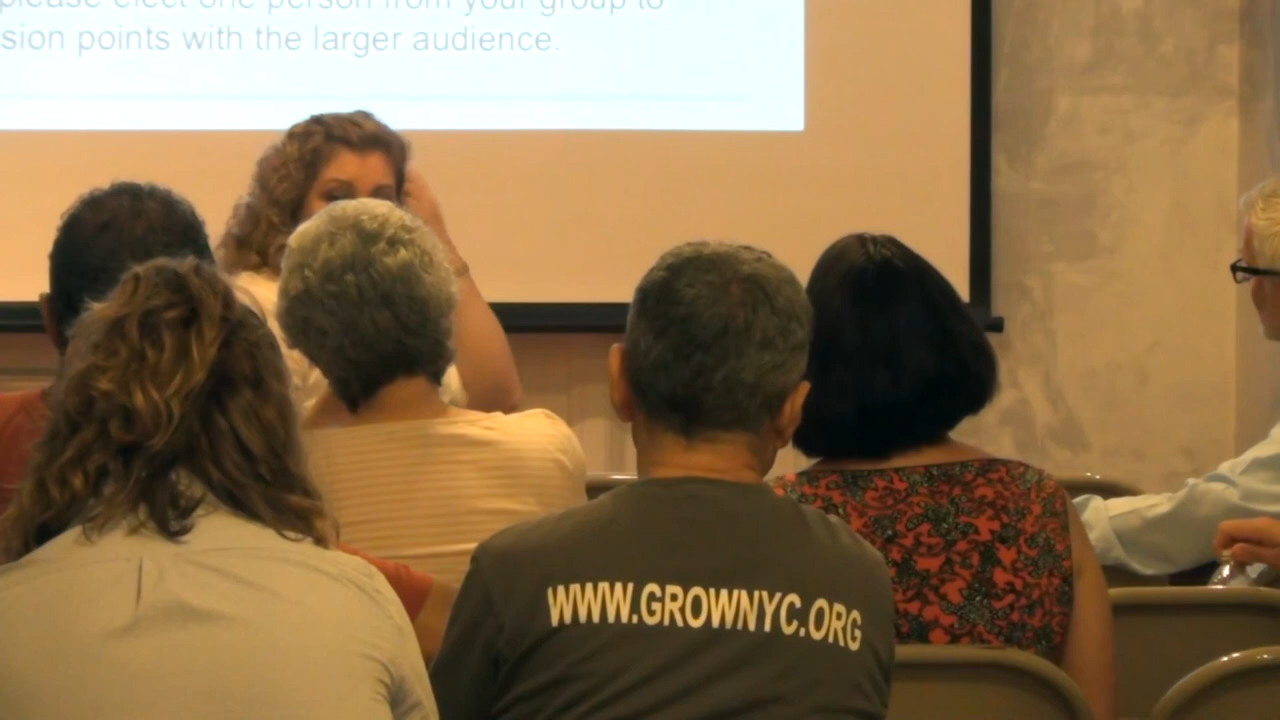 please elect one person from your group to
sion points with the larger audience.
WWW.GROWNYC.ORG